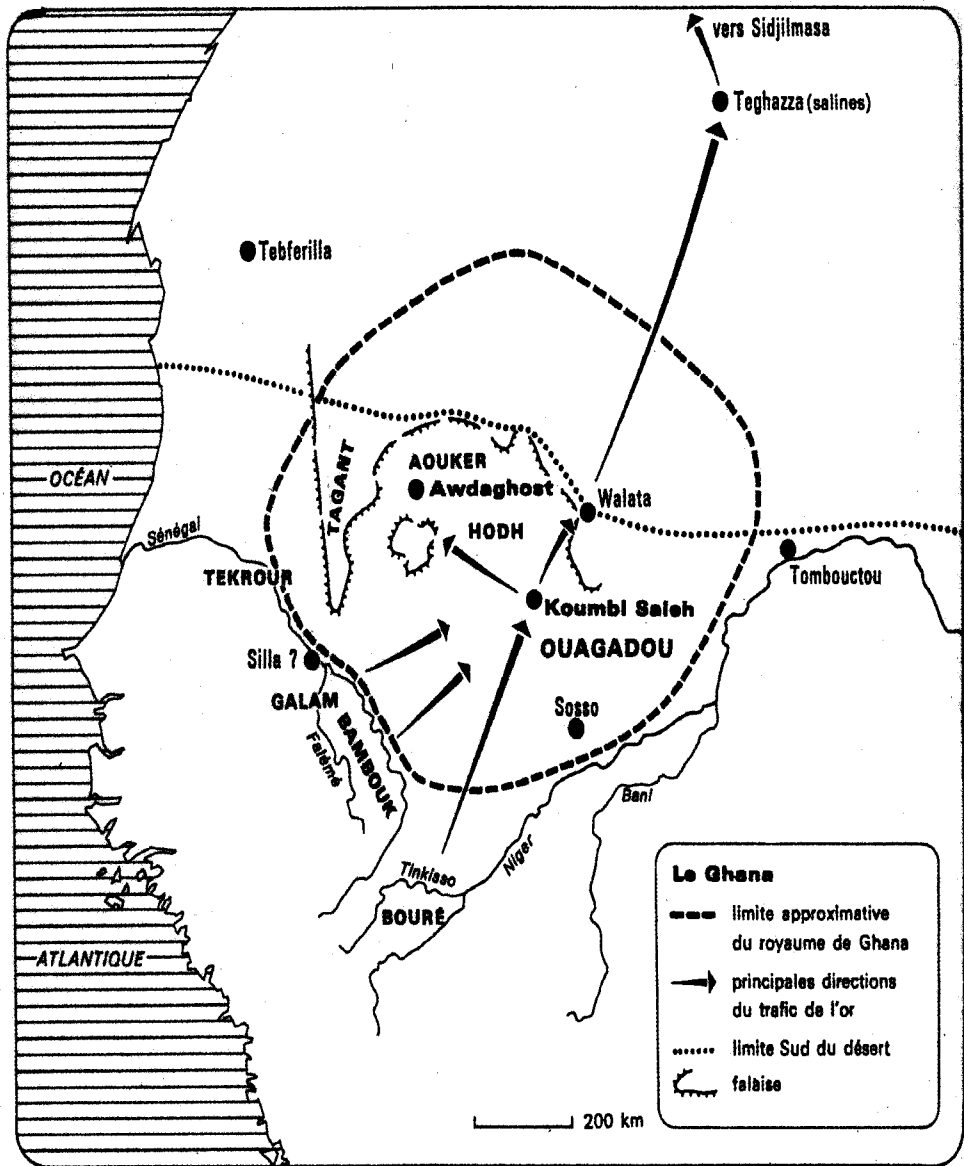 vers Sidjilmasa
Teghazza (salines)
Tebferilla
OCÉAN
TAGANT
AOUKER
Awdaghost
HODH
Walata
Sénégal
TEKROUR
Tombouctou
Koumbi Saleh
OUAGADOU
Silla ?
GALAM
Sosso
BAMBOUK
Falémé
Bani
Niger
Tinkisso
BOURÉ
ATLANTIQUE
Le Ghana
limite approximative
du royaume de Ghana
principales directions
du trafic de l'or
limite Sud du désert
falaise
200 km